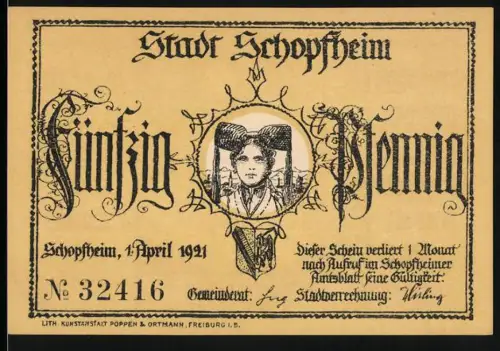 Stadt Schopfheim
Fünfzig Pfennig
Schopfheim, 1. April 1921
Dieser Schein verliert 1 Monat
nach Aufruf im Schopfheimer
Amtsblatt seine Gültigkeit.
№ 32416
Gemeinderat: Stadtverrechnung:
LITH. KUNSTANSTALT POPPEN & ORTMANN, FREIBURG I. B.